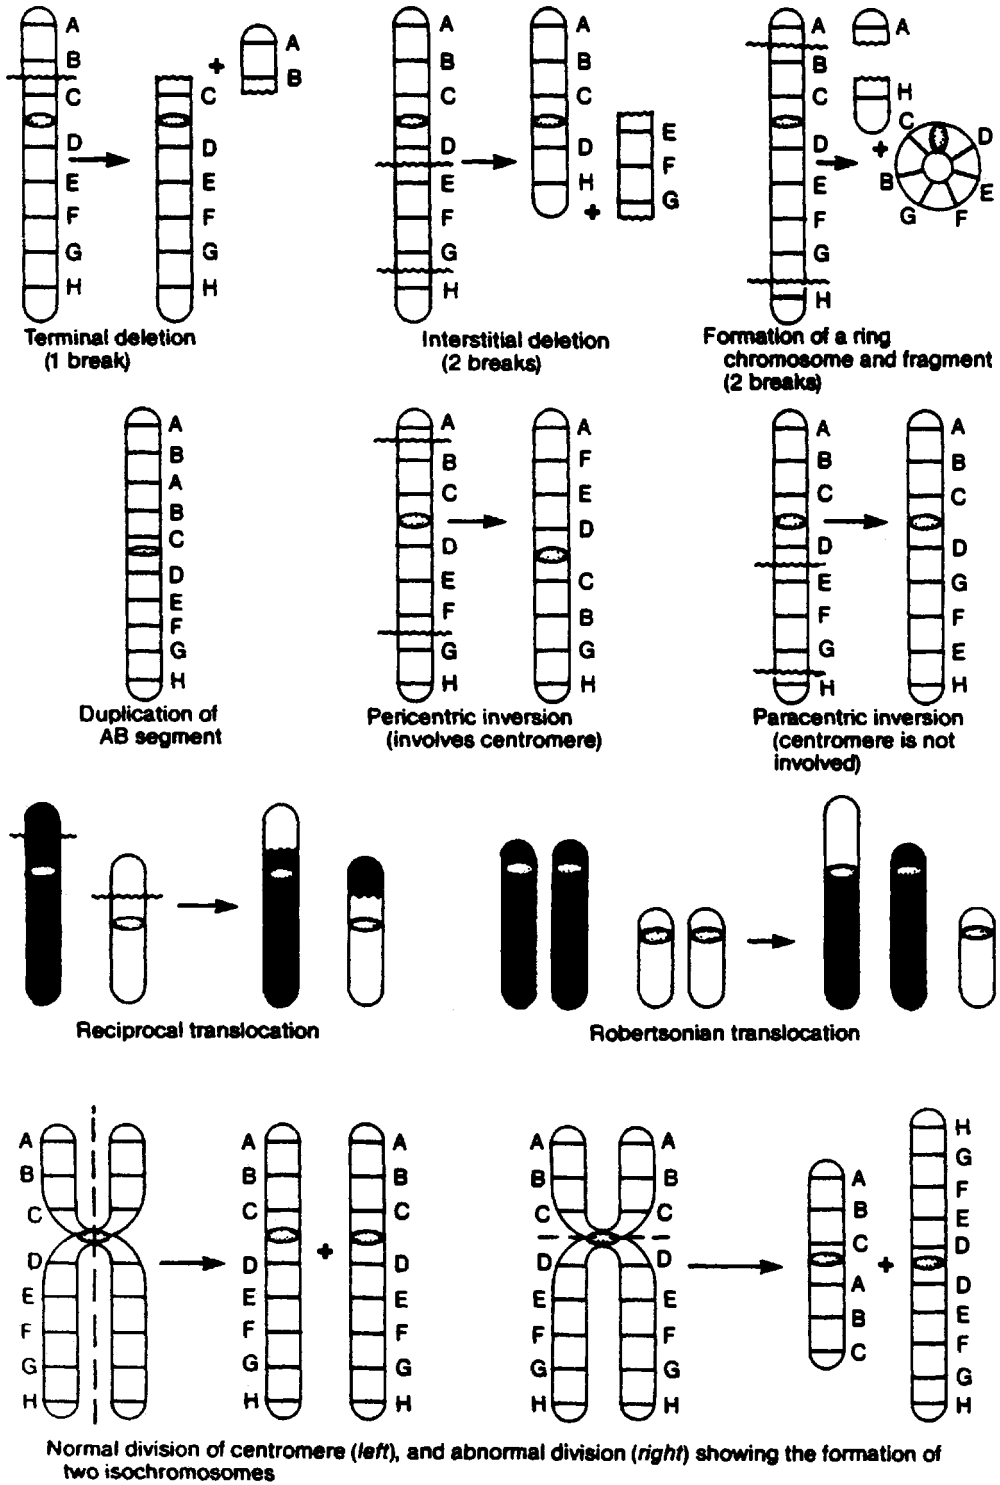 A
B
C
D
E
F
G
H
+
A
B
C
D
E
F
G
H
Terminal deletion
(1 break)
A
B
C
D
E
F
G
H
A
B
C
D
H
+
E
F
G
Interstitial deletion
(2 breaks)
A
B
C
D
E
F
G
H
A
H
+
C
D
E
F
G
B
Formation of a ring
chromosome and fragment
(2 breaks)
A
B
A
B
C
D
E
F
G
H
Duplication of
AB segment
A
B
C
D
E
F
G
H
A
F
E
D
C
B
G
H
Pericentric inversion
(involves centromere)
A
B
C
D
E
F
G
H
A
B
C
D
G
F
E
H
Paracentric inversion
(centromere is not
involved)
Reciprocal translocation
Robertsonian translocation
A
B
C
D
E
F
G
H
A
B
C
D
E
F
G
H
+
A
B
C
D
E
F
G
H
A
B
C
D
E
F
G
H
A
B
C
D
E
F
G
H
A
B
C
A
B
C
+
H
G
F
E
D
D
E
F
G
H
Normal division of centromere (left), and abnormal division (right) showing the formation of
two isochromosomes